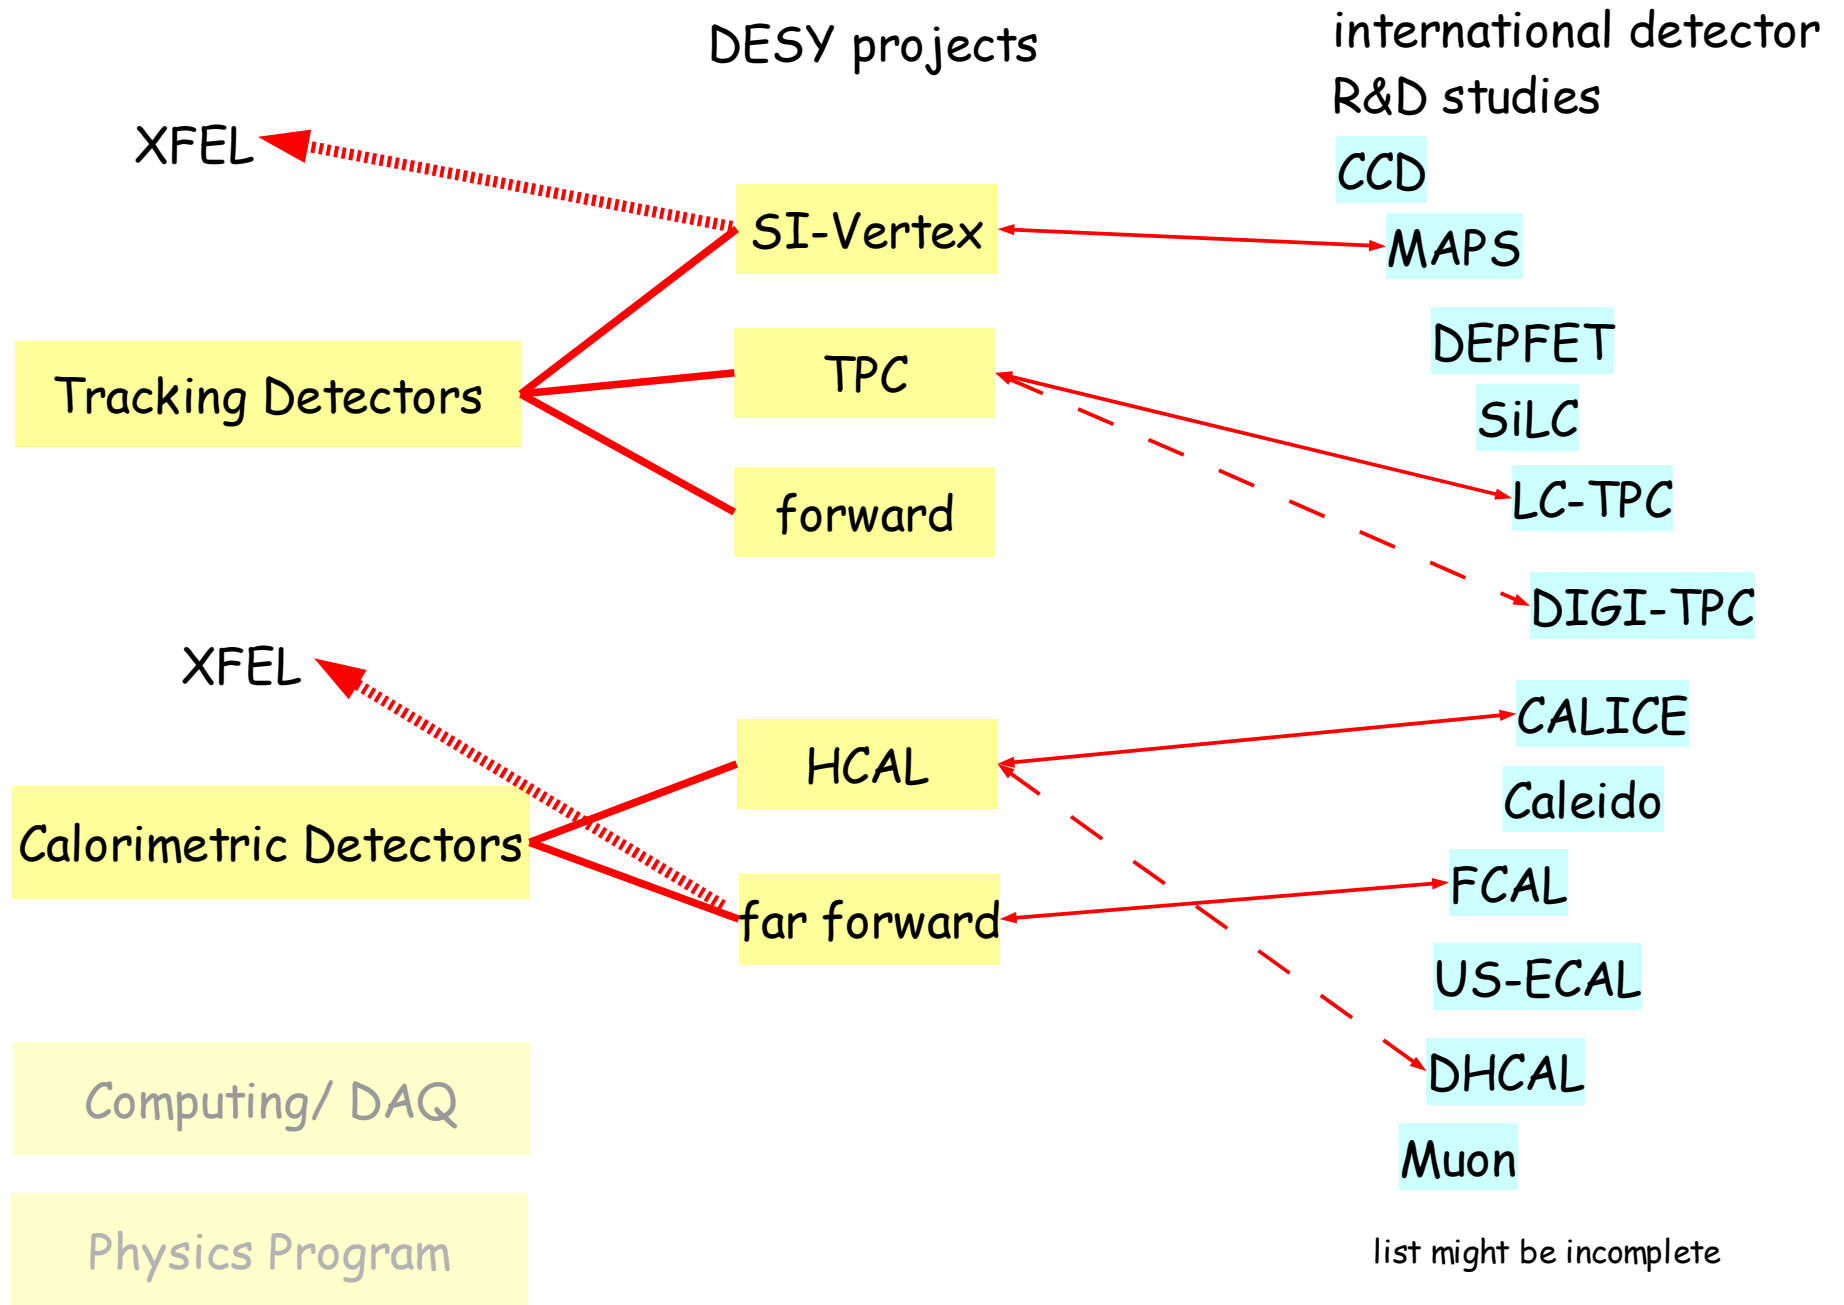 DESY projects
international detector
R&D studies
XFEL
CCD
SI-Vertex
MAPS
DEPFET
TPC
Tracking Detectors
SiLC
LC-TPC
forward
DIGI-TPC
XFEL
CALICE
HCAL
Caleido
Calorimetric Detectors
FCAL
far forward
US-ECAL
DHCAL
Computing/ DAQ
Muon
Physics Program
list might be incomplete